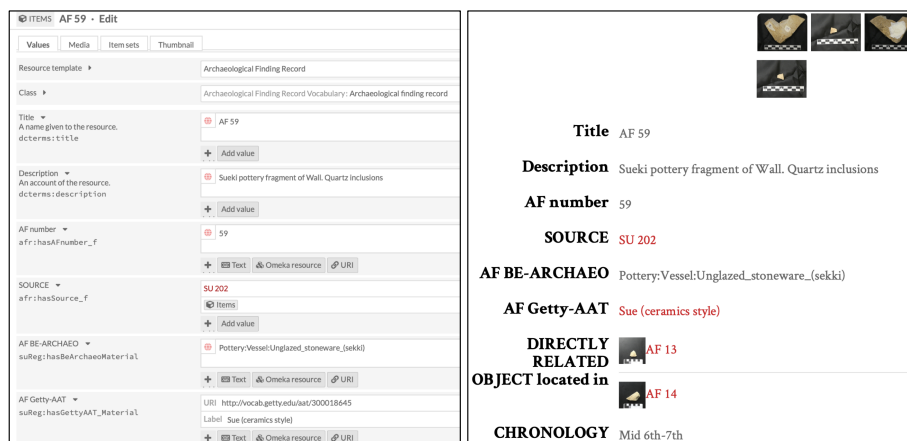 ITEMS AF 59 · Edit
Values Media Item sets Thumbnail
Resource template Archaeological Finding Record
Class Archaeological Finding Record Vocabulary: Archaeological finding record
Title
A name given to the resource.
dcterms:title
AF 59
+ Add value
Description
An account of the resource.
dcterms:description
Sueki pottery fragment of Wall. Quartz inclusions
+ Add value
AF number
afr:hasAFnumber_f
59
+ Text Omeka resource URI
SOURCE
afr:hasSource_f
SU 202
Items
+ Add value
AF BE-ARCHAEO
suReg:hasBeArchaeoMaterial
Pottery:Vessel:Unglazed_stoneware_(sekki)
+ Text Omeka resource URI
AF Getty-AAT
suReg:hasGettyAAT_Material
URI http://vocab.getty.edu/aat/300018645
Label Sue (ceramics style)
+ Text Omeka resource URI
Title AF 59
Description Sueki pottery fragment of Wall. Quartz inclusions
AF number 59
SOURCE SU 202
AF BE-ARCHAEO Pottery:Vessel:Unglazed_stoneware_(sekki)
AF Getty-AAT Sue (ceramics style)
DIRECTLY
RELATED
OBJECT located in
AF 13
AF 14
CHRONOLOGY Mid 6th-7th